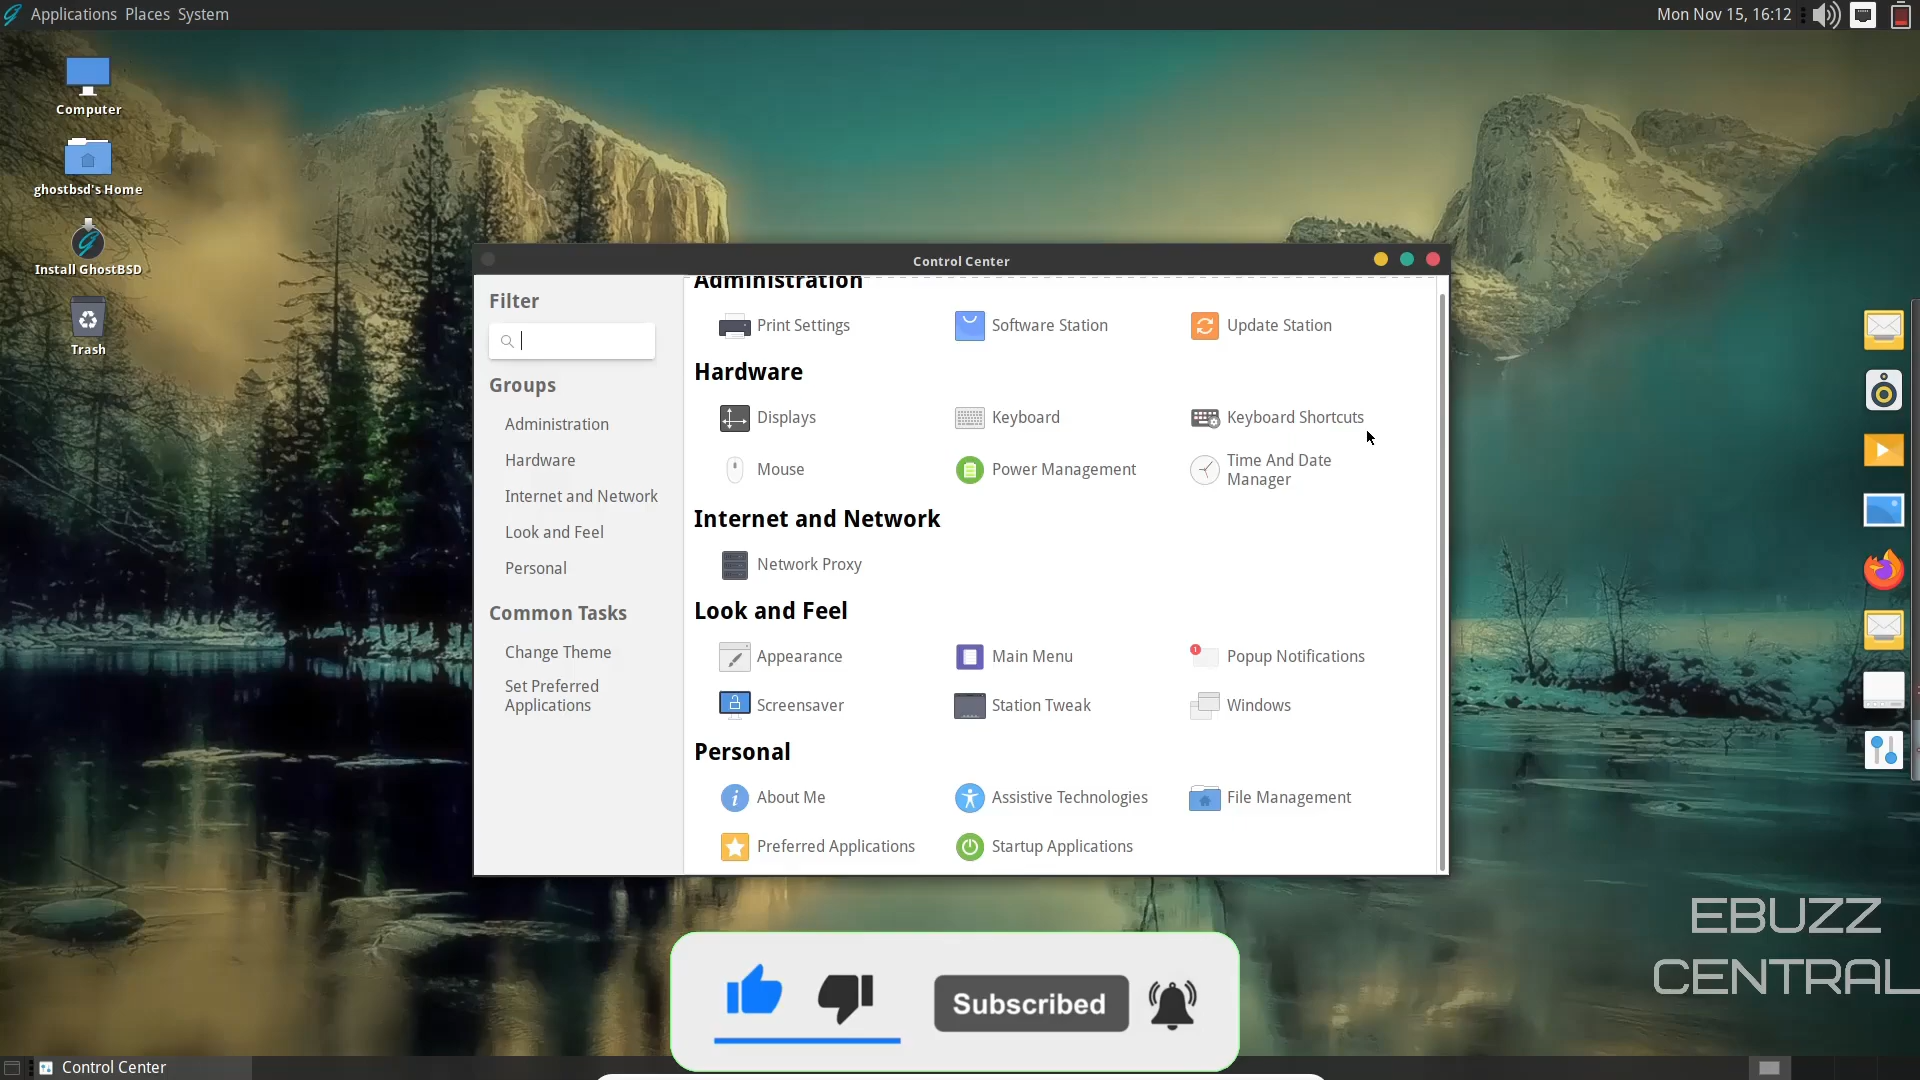 Applications Places System
Mon Nov 15, 16:12
Computer
ghostbsd's Home
Install GhostBSD
Trash
Control Center
Filter
Groups
Administration
Hardware
Internet and Network
Look and Feel
Personal
Common Tasks
Change Theme
Set Preferred
Applications
Administration
Print Settings
Software Station
Update Station
Hardware
Displays
Keyboard
Keyboard Shortcuts
Mouse
Power Management
Time And Date
Manager
Internet and Network
Network Proxy
Look and Feel
Appearance
Main Menu
1
Popup Notifications
Screensaver
Station Tweak
Windows
Personal
About Me
Assistive Technologies
File Management
Preferred Applications
Startup Applications
EBUZZ
CENTRAL
Subscribed
Control Center